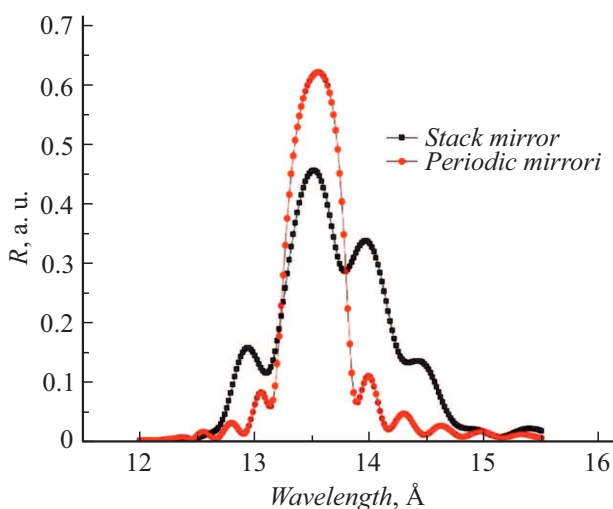 0.7
0.6
0.5
0.4
0.3
0.2
0.1
0
R, a. u.
Stack mirror
Periodic mirrori
12 13 14 15 16
Wavelength, Å